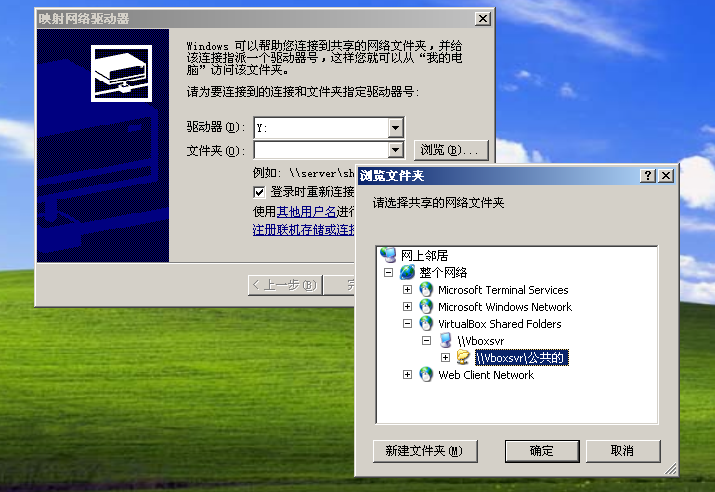 映射网络驱动器
Windows 可以帮助您连接到共享的网络文件夹，并给
该连接指派一个驱动器号，这样您就可以从“我的电
脑”访问该文件夹。
请为要连接到的连接和文件夹指定驱动器号:
驱动器(D): Y:
文件夹(O): 浏览(B)...
例如: \\server\sh
登录时重新连接
使用其他用户名进行
注册联机存储或连接
< 上一步(B)
完
浏览文件夹
请选择共享的网络文件夹
网上邻居
整个网络
Microsoft Terminal Services
Microsoft Windows Network
VirtualBox Shared Folders
\\Vboxsvr
\\Vboxsvr\公共的
Web Client Network
新建文件夹(M) 确定 取消